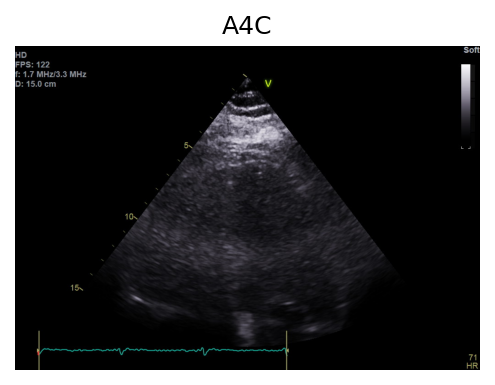 A4C
HD
FPS: 122
f: 1.7 MHz/3.3 MHz
D: 15.0 cm
Soft
V
5
10
15
71
HR